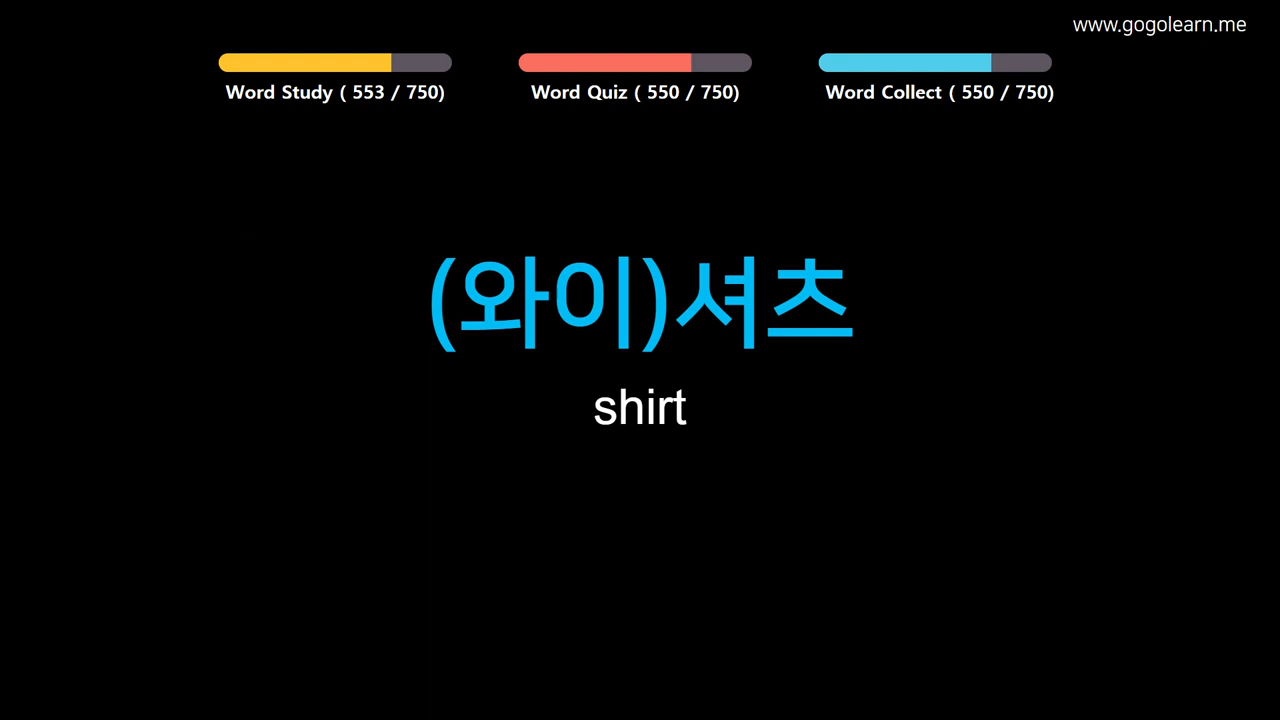 www.gogolearn.me
Word Study ( 553 / 750)
Word Quiz ( 550 / 750)
Word Collect ( 550 / 750)
(와이)셔츠
shirt